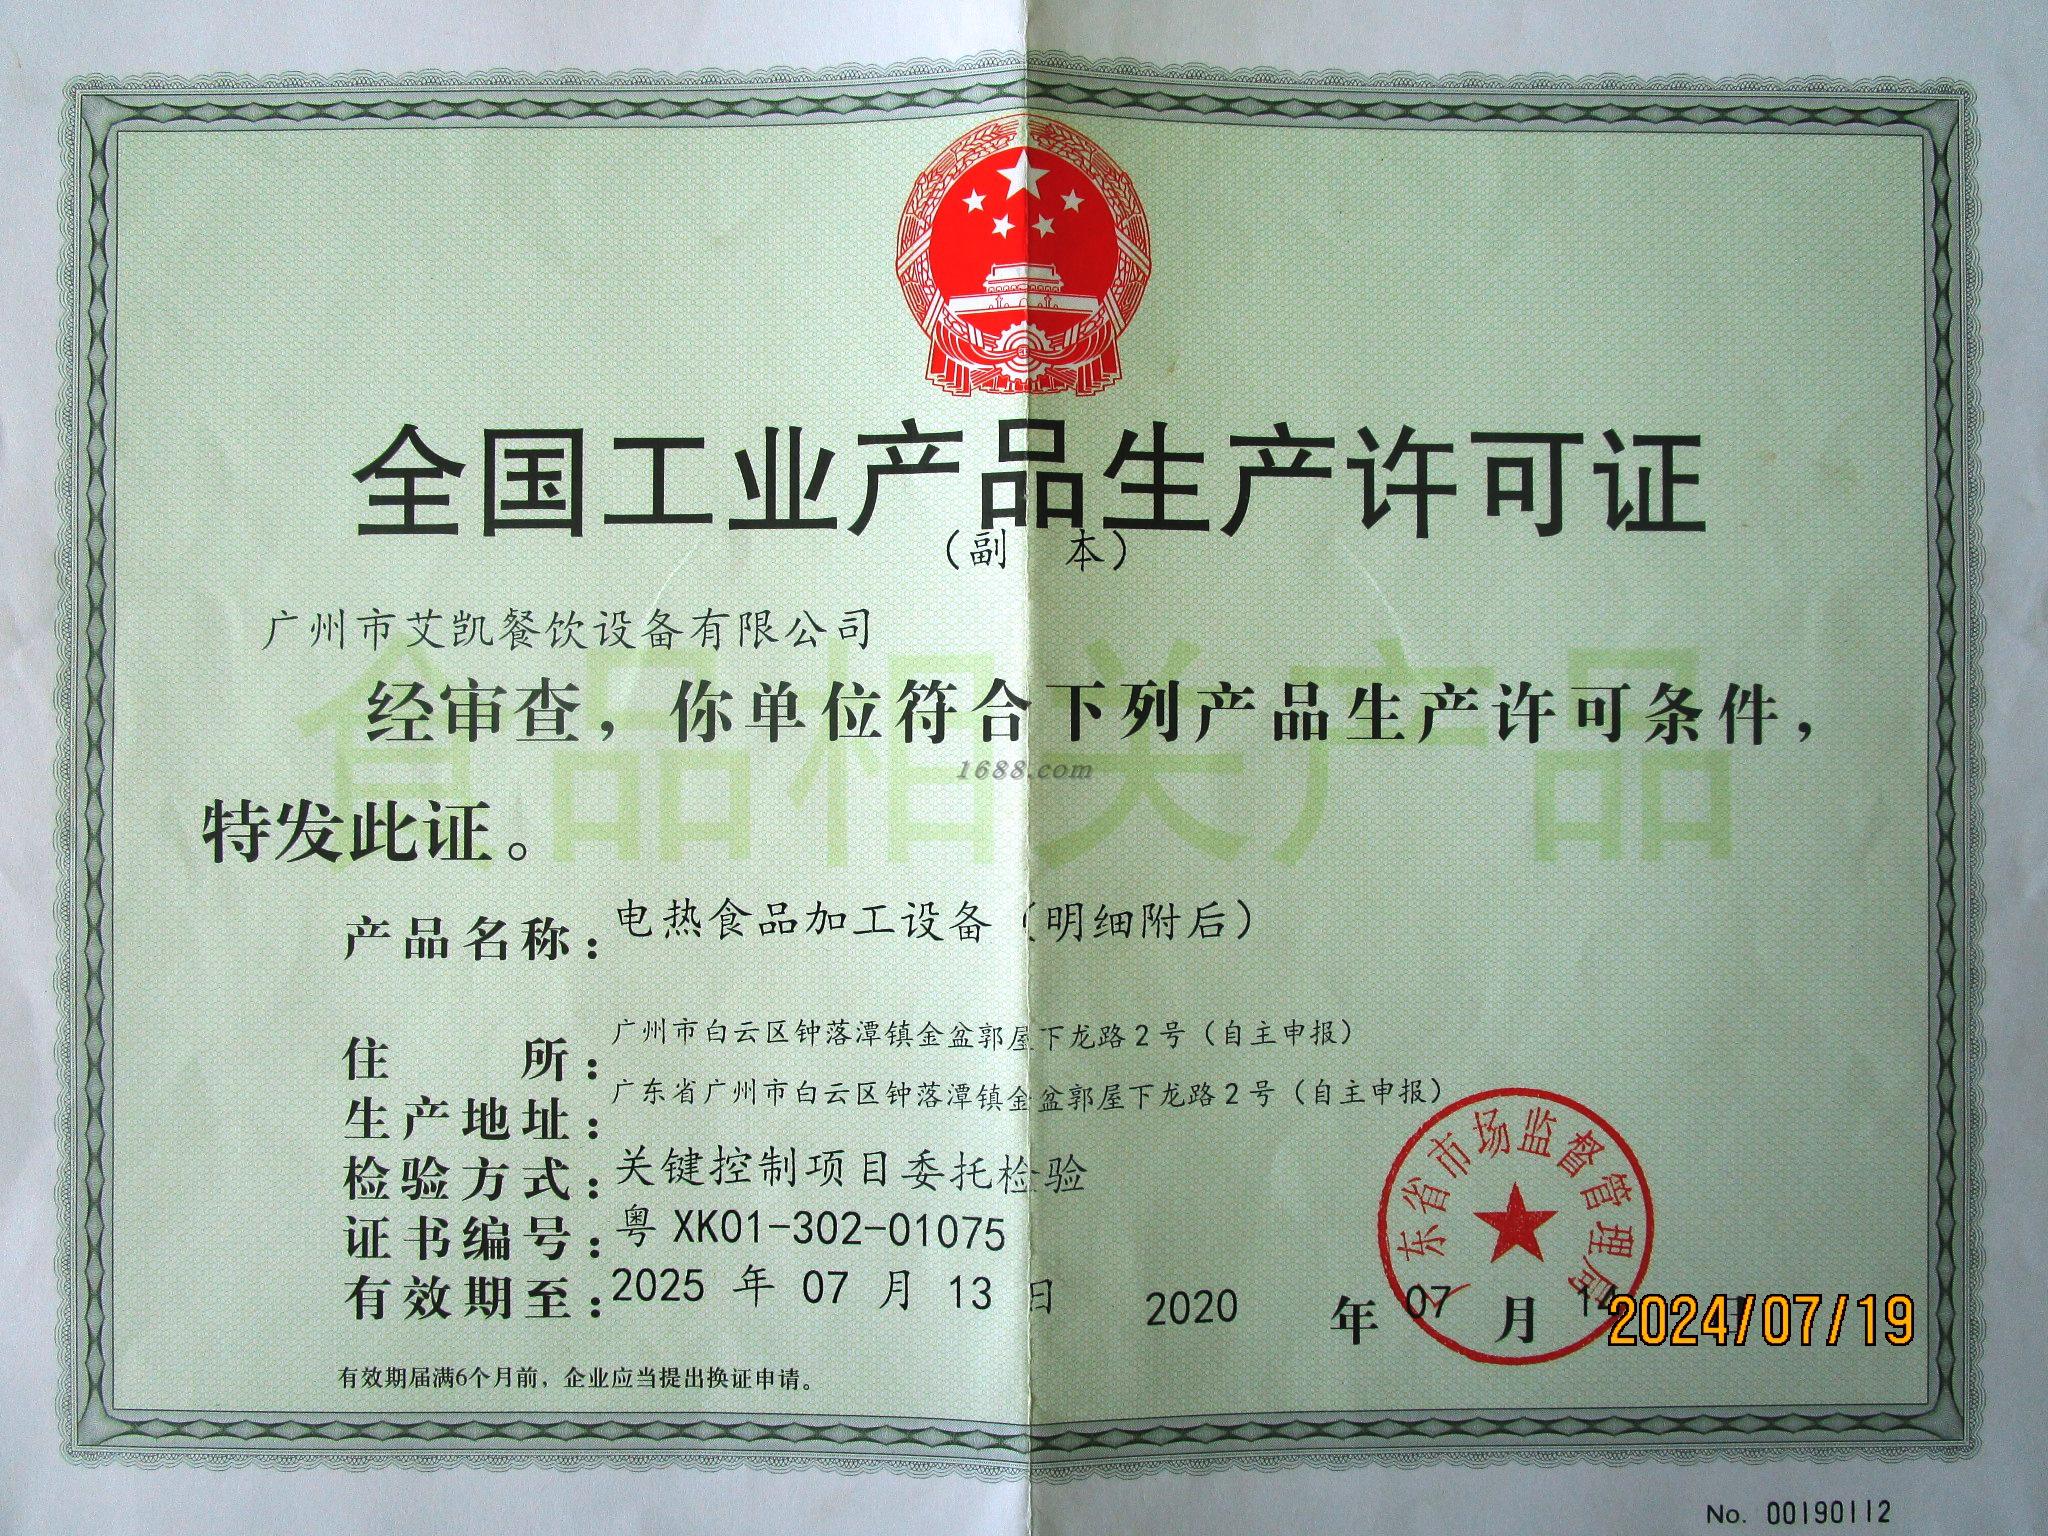 全国工业产品生产许可证
（副 本）
广州市艾凯餐饮设备有限公司
食品相关产品
经审查，你单位符合下列产品生产许可条件，
1688.com
特发此证。
产品名称：电热食品加工设备（明细附后）
住 所：广州市白云区钟落潭镇金盆郭屋下龙路2号（自主申报）
生产地址：广东省广州市白云区钟落潭镇金盆郭屋下龙路2号（自主申报）
检验方式：关键控制项目委托检验
证书编号：粤 XK01-302-01075
有效期至：2025 年 07 月 13 日
广东省市场监督管理局
2020 年 07 月 14 日
2024/07/19
有效期届满6个月前，企业应当提出换证申请。
No. 00190112